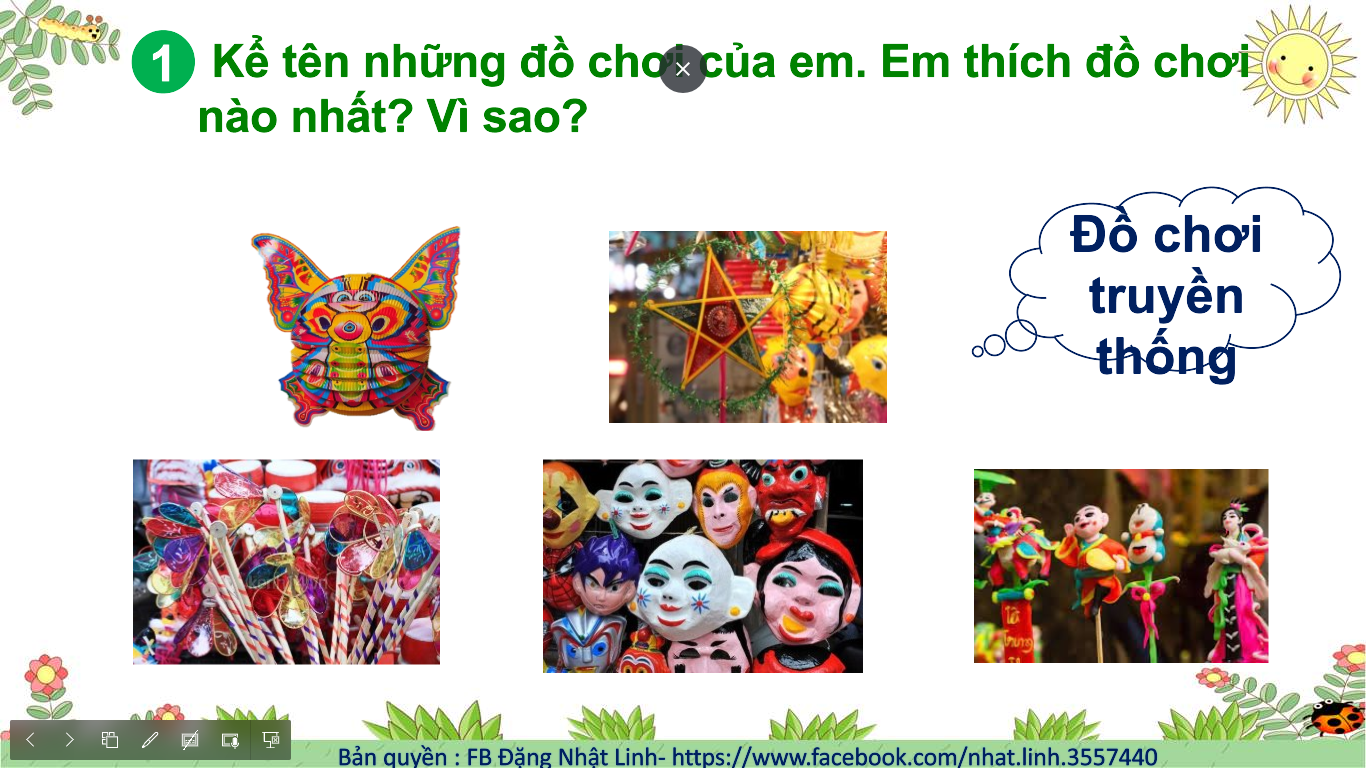 1 Kể tên những đồ chơi của em. Em thích đồ chơi
nào nhất? Vì sao?
Đồ chơi
truyền
thống
Bản quyền : FB Đặng Nhật Linh- https://www.facebook.com/nhat.linh.3557440